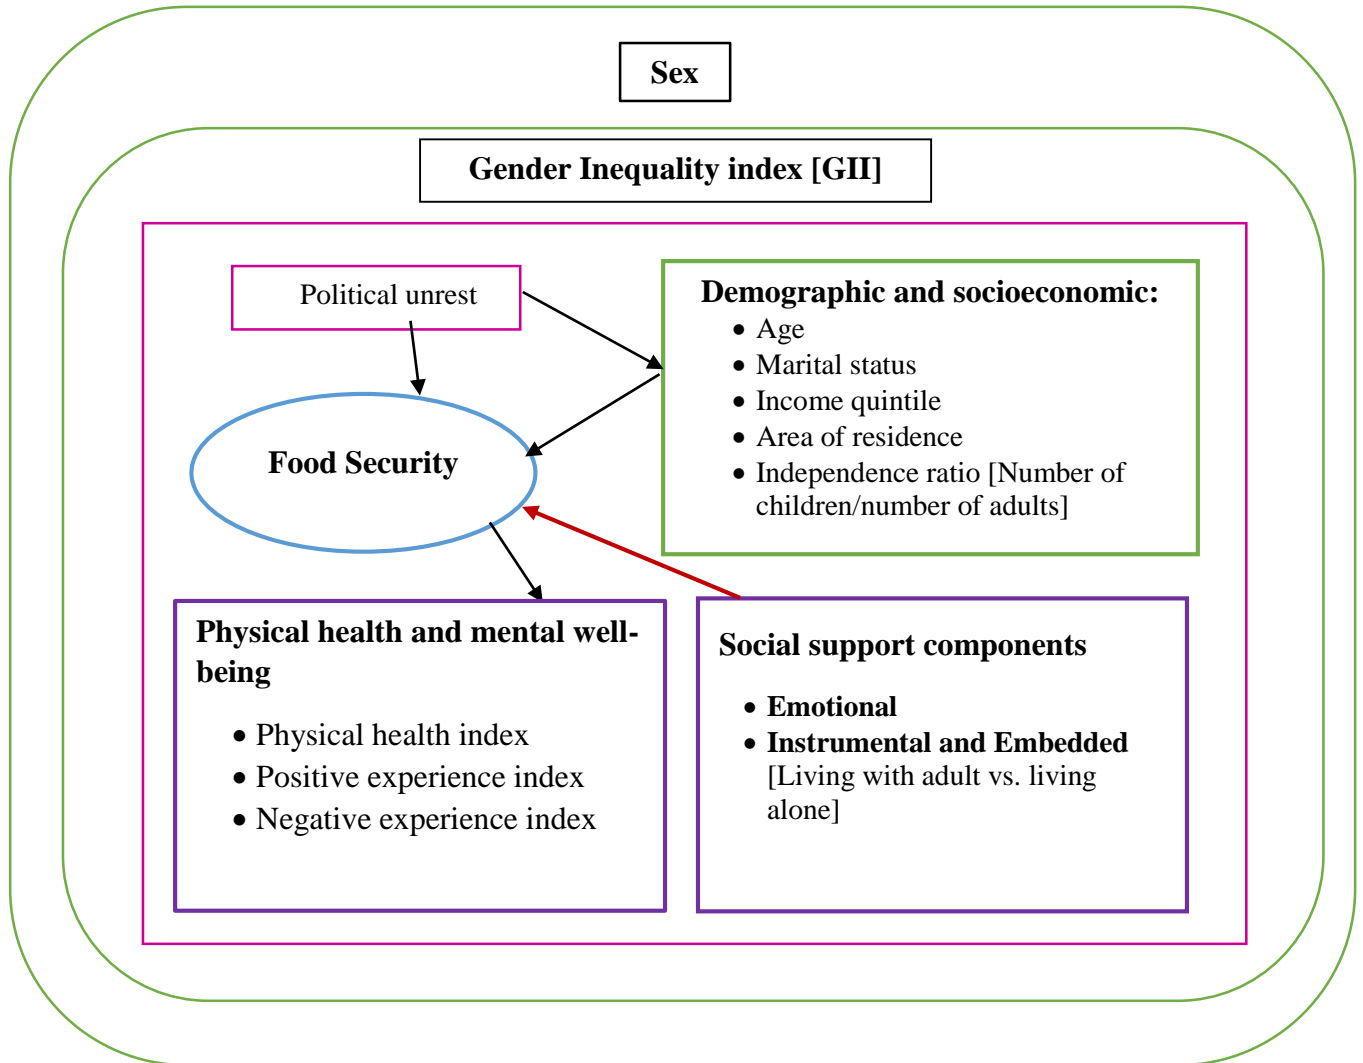 Sex
Gender Inequality index [GII]
Political unrest
Demographic and socioeconomic:
• Age
• Marital status
• Income quintile
• Area of residence
• Independence ratio [Number of
children/number of adults]
Food Security
Physical health and mental well-
being
• Physical health index
• Positive experience index
• Negative experience index
Social support components
• Emotional
• Instrumental and Embedded
[Living with adult vs. living
alone]